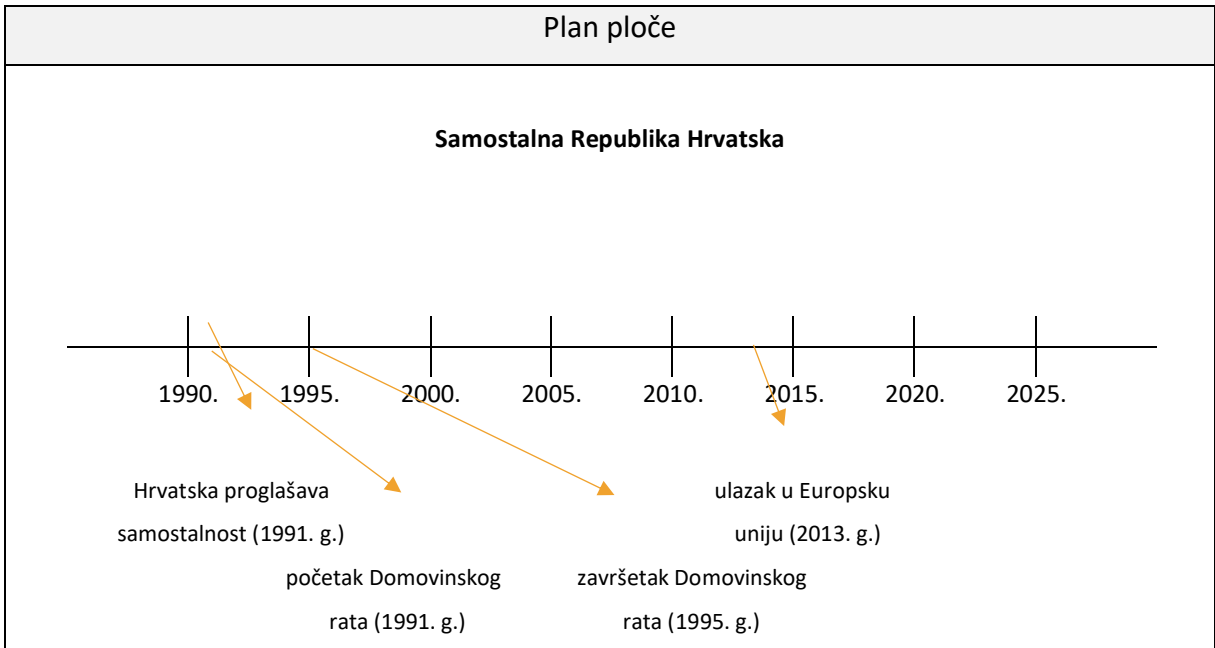 Plan ploče
Samostalna Republika Hrvatska
1990. 1995. 2000. 2005. 2010. 2015. 2020. 2025.
Hrvatska proglašava
samostalnost (1991. g.)
ulazak u Europsku
uniju (2013. g.)
početak Domovinskog
rata (1991. g.)
završetak Domovinskog
rata (1995. g.)